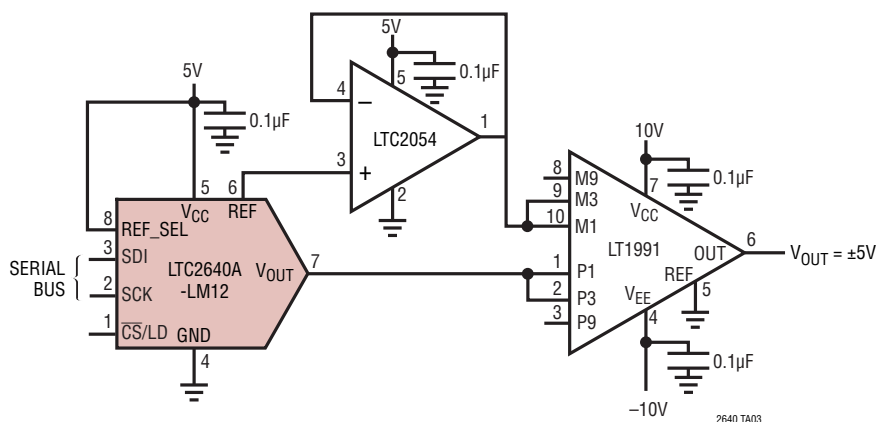 5V
0.1µF
4
–
5
1
LTC2054
3
+
2
5V
0.1µF
5
6
VCC
REF
8
REF_SEL
3
SDI
SERIAL
BUS
LTC2640A
-LM12
VOUT
7
2
SCK
1
CS/LD
GND
4
10V
0.1µF
8
M9
9
M3
10
M1
7
VCC
LT1991
OUT
6
VOUT = ±5V
1
P1
2
P3
3
P9
REF
5
VEE
4
0.1µF
–10V
2640 TA03